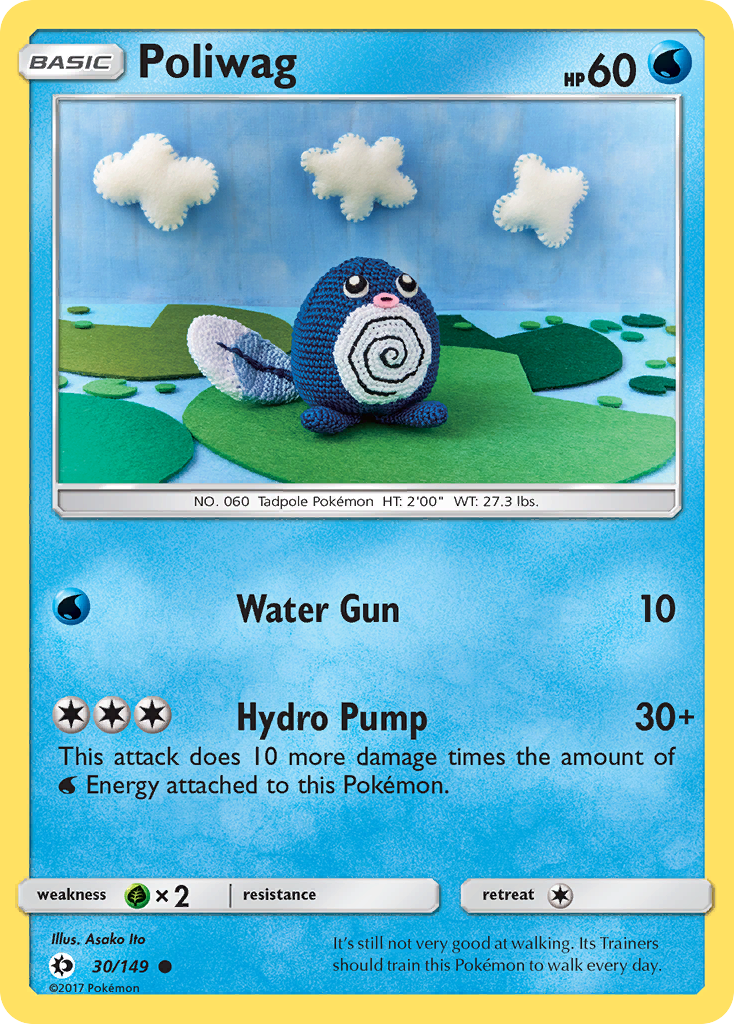 BASIC Poliwag HP 60
NO. 060 Tadpole Pokémon HT: 2'00" WT: 27.3 lbs.
Water Gun 10
Hydro Pump 30+
This attack does 10 more damage times the amount of
Energy attached to this Pokémon.
weakness × 2 resistance retreat
Illus. Asako Ito
30/149
©2017 Pokémon
It's still not very good at walking. Its Trainers
should train this Pokémon to walk every day.